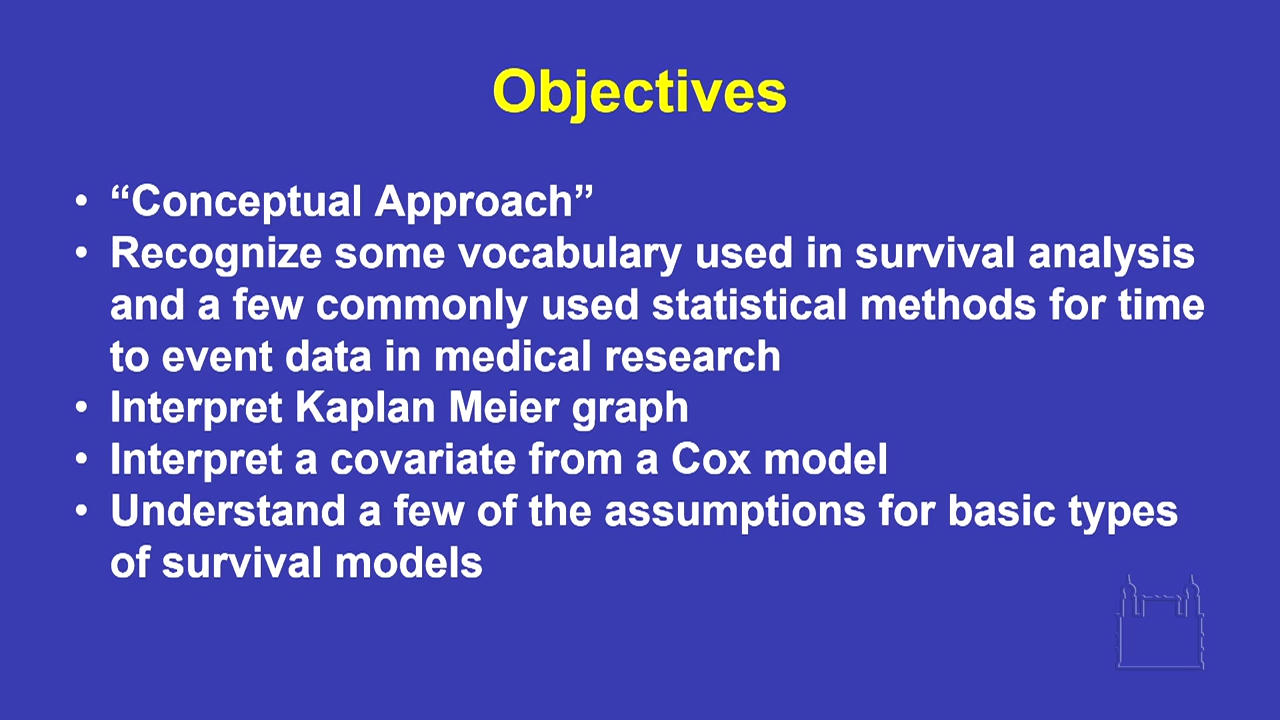 Objectives
• “Conceptual Approach”
• Recognize some vocabulary used in survival analysis
and a few commonly used statistical methods for time
to event data in medical research
• Interpret Kaplan Meier graph
• Interpret a covariate from a Cox model
• Understand a few of the assumptions for basic types
of survival models